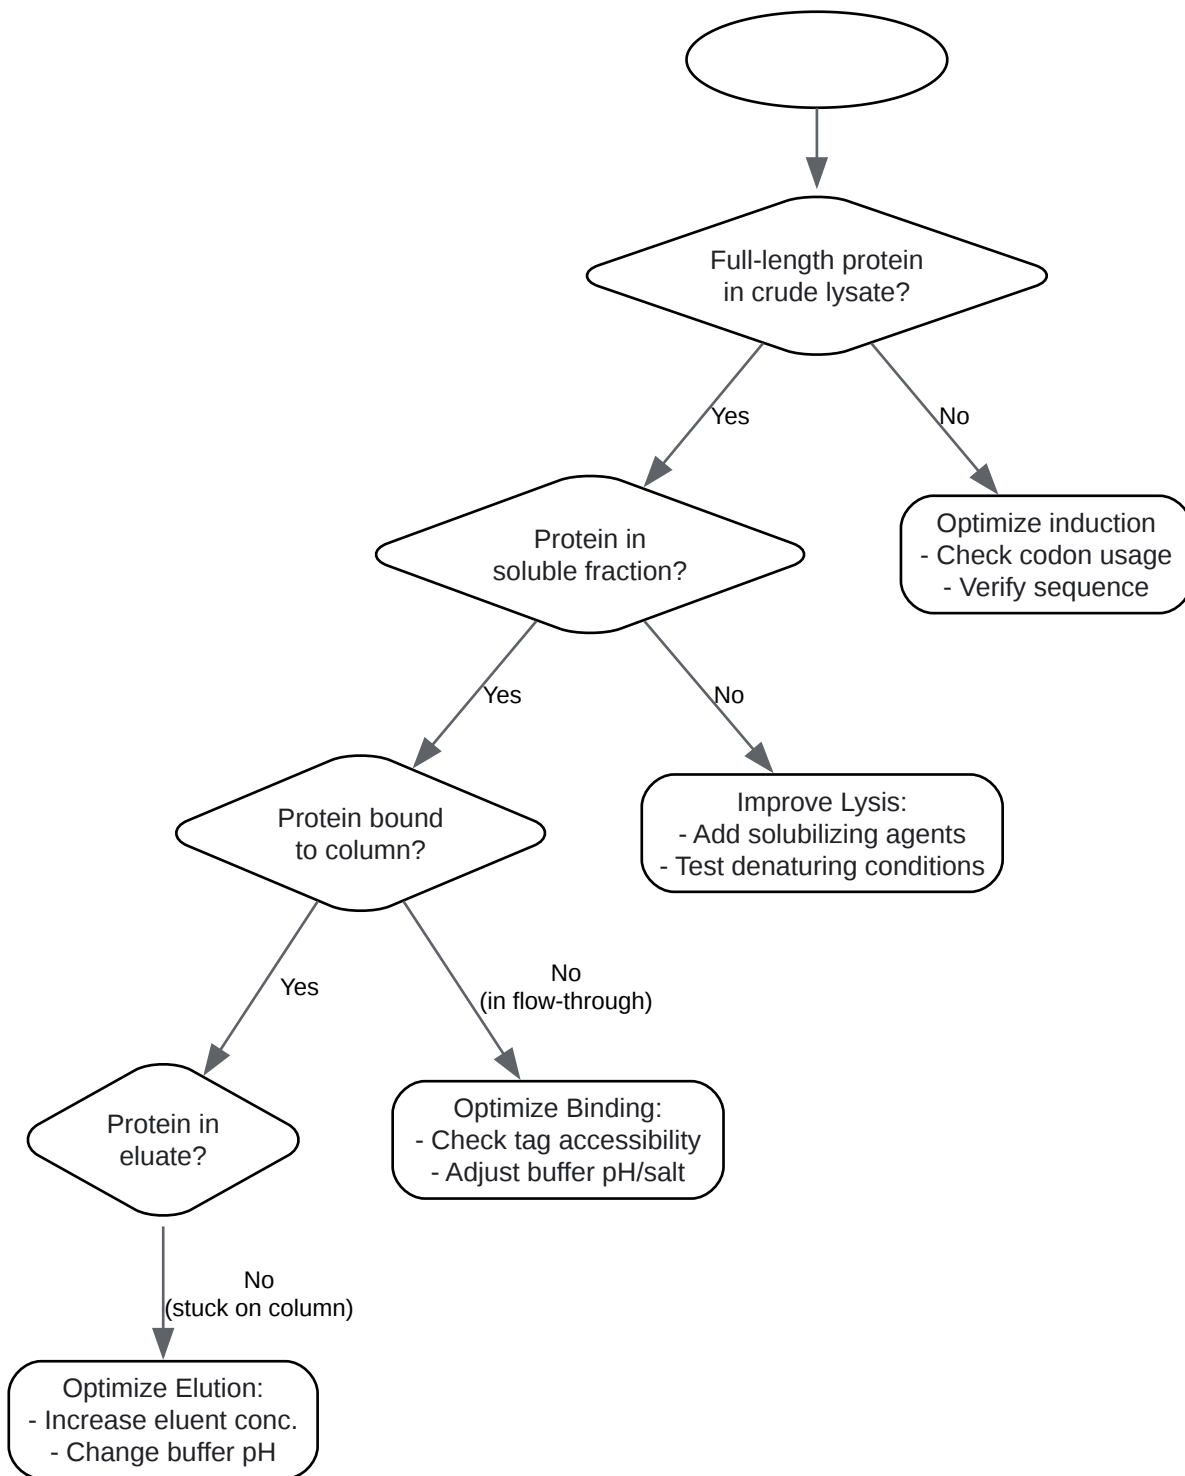 Full-length protein
in crude lysate?
Yes
No
Protein in
soluble fraction?
Optimize induction
- Check codon usage
- Verify sequence
Yes
No
Protein bound
to column?
Improve Lysis:
- Add solubilizing agents
- Test denaturing conditions
Yes
No
(in flow-through)
Protein in
eluate?
Optimize Binding:
- Check tag accessibility
- Adjust buffer pH/salt
No
(stuck on column)
Optimize Elution:
- Increase eluent conc.
- Change buffer pH